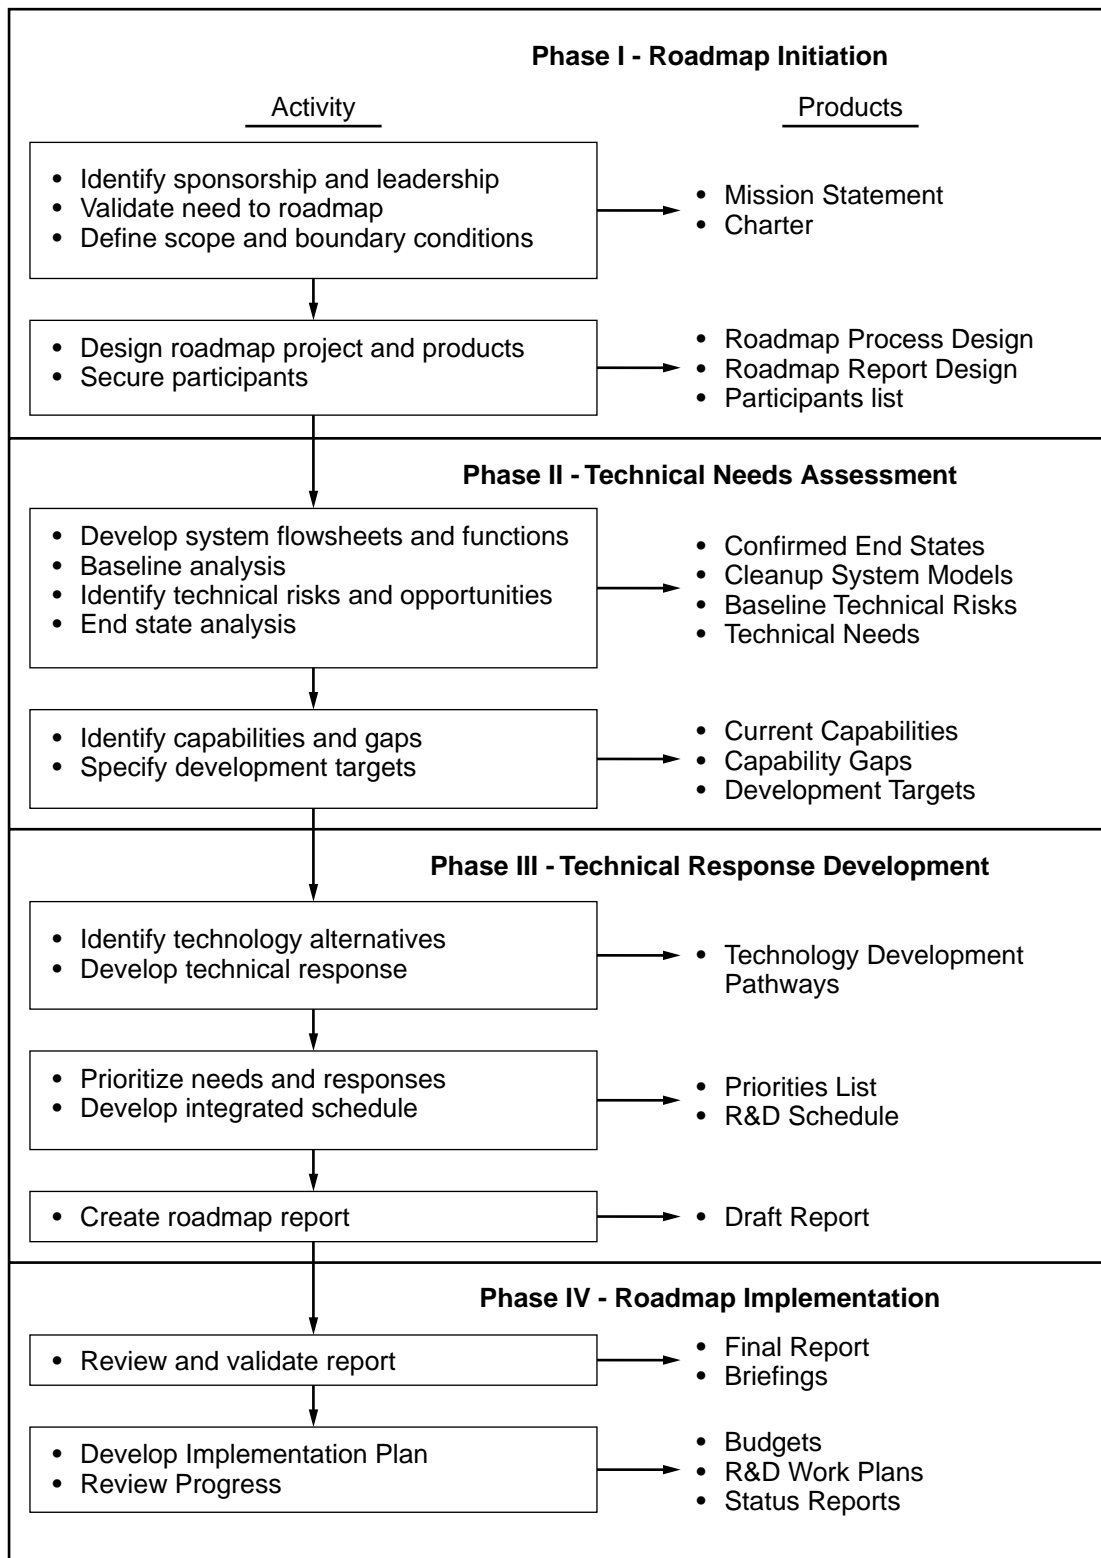 Phase I - Roadmap Initiation
Activity
Products
• Identify sponsorship and leadership
• Validate need to roadmap
• Define scope and boundary conditions
• Mission Statement
• Charter
• Design roadmap project and products
• Secure participants
• Roadmap Process Design
• Roadmap Report Design
• Participants list
Phase II - Technical Needs Assessment
• Develop system flowsheets and functions
• Baseline analysis
• Identify technical risks and opportunities
• End state analysis
• Confirmed End States
• Cleanup System Models
• Baseline Technical Risks
• Technical Needs
• Identify capabilities and gaps
• Specify development targets
• Current Capabilities
• Capability Gaps
• Development Targets
Phase III - Technical Response Development
• Identify technology alternatives
• Develop technical response
• Technology Development
Pathways
• Prioritize needs and responses
• Develop integrated schedule
• Priorities List
• R&D Schedule
• Create roadmap report
• Draft Report
Phase IV - Roadmap Implementation
• Review and validate report
• Final Report
• Briefings
• Develop Implementation Plan
• Review Progress
• Budgets
• R&D Work Plans
• Status Reports